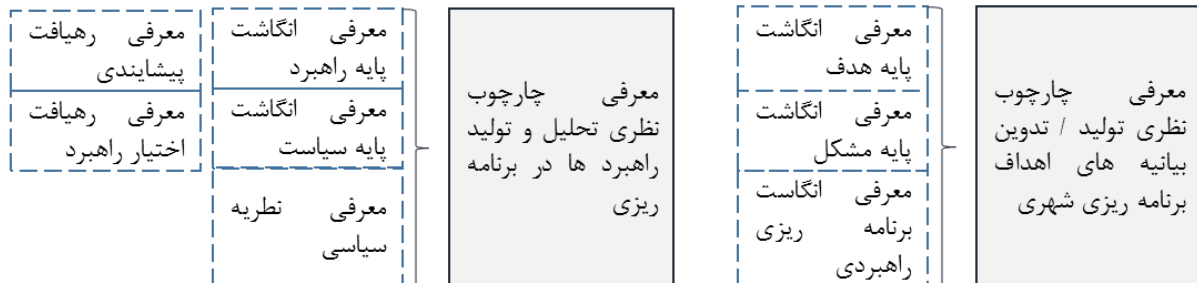 معرفی چارچوب
نظری تولید / تدوین
بیانیه های اهداف
برنامه ریزی شهری
معرفی انگاشت
پایه هدف
معرفی انگاشت
پایه مشکل
معرفی انگاست
برنامه ریزی
راهبردی
معرفی چارچوب
نظری تحلیل و تولید
راهبرد ها در برنامه
ریزی
معرفی انگاشت
پایه راهبرد
معرفی انگاشت
پایه سیاست
معرفی نطریه
سیاسی
معرفی رهیافت
پیشایندی
معرفی رهیافت
اختیار راهبرد